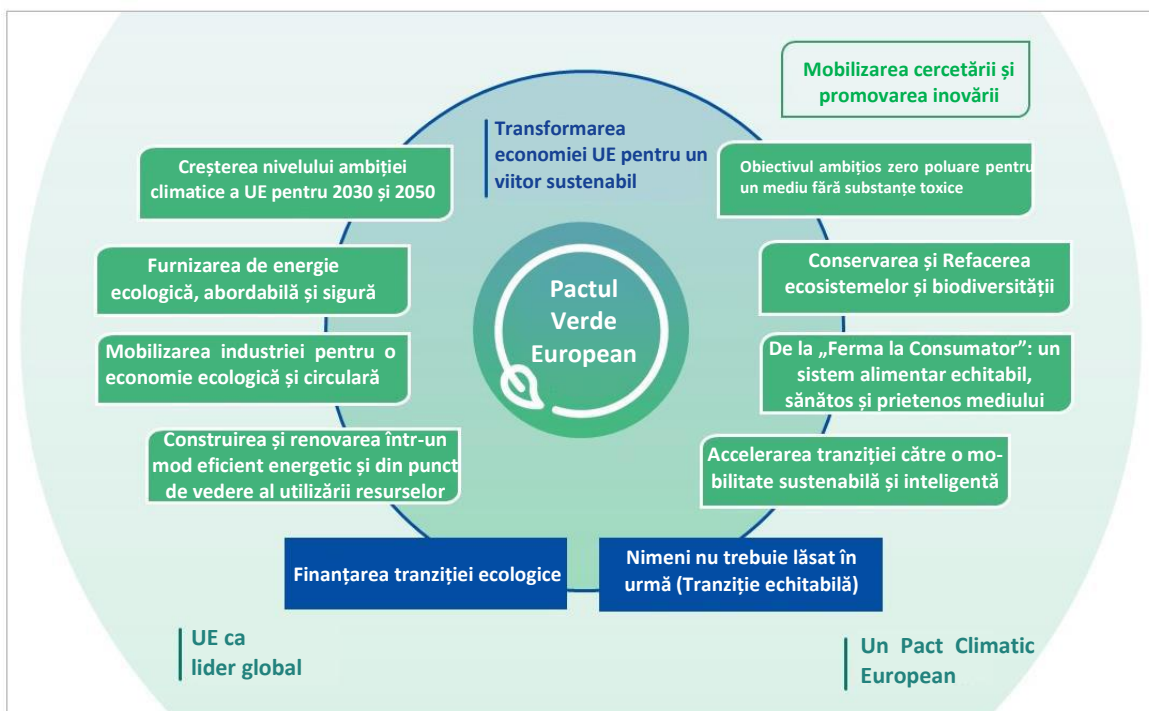 Mobilizarea cercetării și
promovarea inovării
Transformarea
economiei UE pentru un
viitor sustenabil
Creșterea nivelului ambiției
climatice a UE pentru 2030 și 2050
Obiectivul ambițios zero poluare pentru
un mediu fără substanțe toxice
Furnizarea de energie
ecologică, abordabilă și sigură
Conservarea și Refacerea
ecosistemelor și biodiversității
Pactul
Verde
European
Mobilizarea industriei pentru o
economie ecologică și circulară
De la „Ferma la Consumator”: un
sistem alimentar echitabil,
sănătos și prietenos mediului
Construirea și renovarea într-un
mod eficient energetic și din punct
de vedere al utilizării resurselor
Accelerarea tranziției către o mo-
bilitate sustenabilă și inteligentă
Finanțarea tranziției ecologice
Nimeni nu trebuie lăsat în
urmă (Tranziție echitabilă)
UE ca
lider global
Un Pact Climatic
European